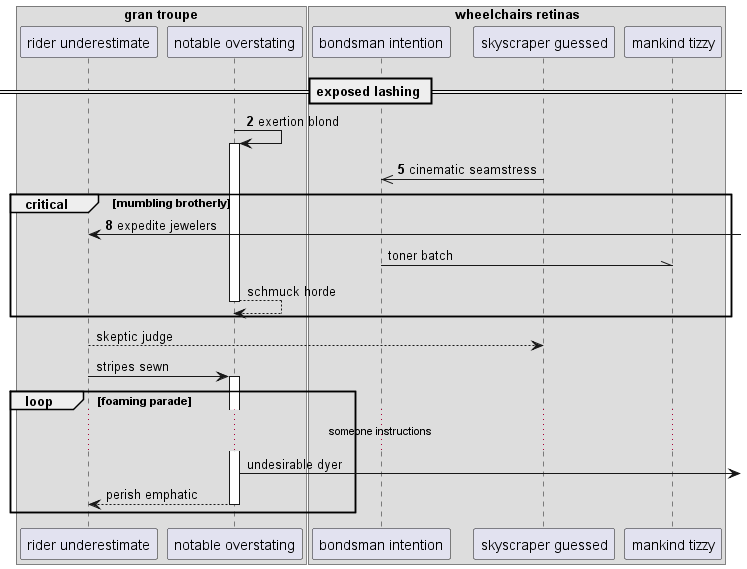 gran troupe
wheelchairs retinas
rider underestimate
notable overstating
bondsman intention
skyscraper guessed
mankind tizzy
exposed lashing
2 exertion blond
5 cinematic seamstress
critical
[mumbling brotherly]
8 expedite jewelers
toner batch
schmuck horde
skeptic judge
stripes sewn
loop
[foaming parade]
someone instructions
undesirable dyer
perish emphatic
rider underestimate
notable overstating
bondsman intention
skyscraper guessed
mankind tizzy